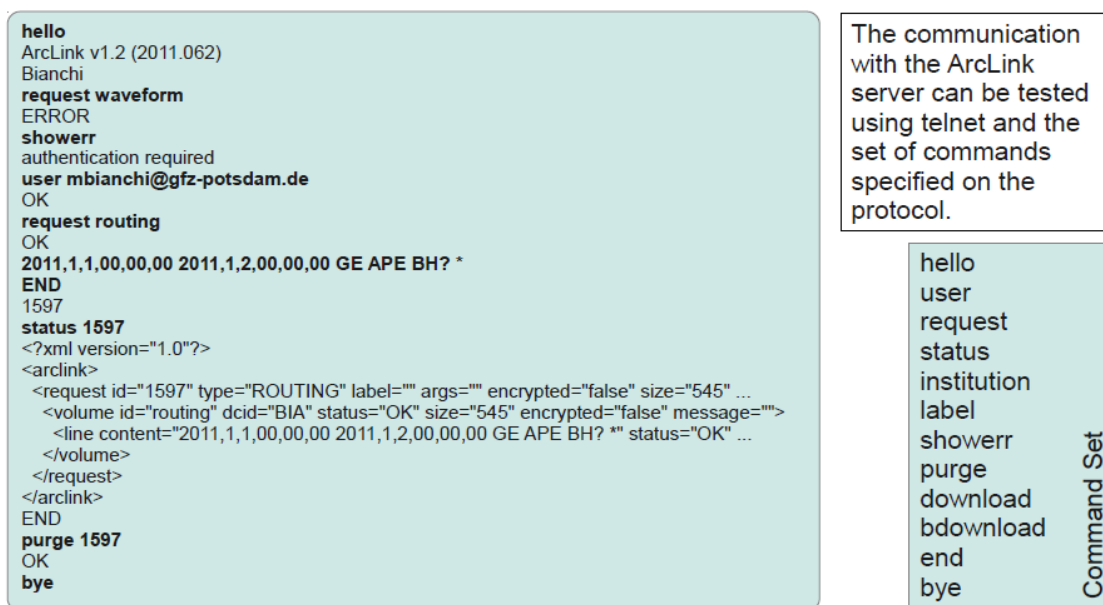 hello
ArcLink v1.2 (2011.062)
Bianchi
request waveform
ERROR
showerr
authentication required
user mbianchi@gfz-potsdam.de
OK
request routing
OK
2011,1,1,00,00,00 2011,1,2,00,00,00 GE APE BH? *
END
1597
status 1597
<?xml version="1.0"?>
<arclink>
<request id="1597" type="ROUTING" label="" args="" encrypted="false" size="545" ...
<volume id="routing" dcid="BIA" status="OK" size="545" encrypted="false" message="">
<line content="2011,1,1,00,00,00 2011,1,2,00,00,00 GE APE BH? *" status="OK" ...
</volume>
</request>
</arclink>
END
purge 1597
OK
bye
The communication
with the ArcLink
server can be tested
using telnet and the
set of commands
specified on the
protocol.
hello
user
request
status
institution
label
showerr
purge
download
bdownload
end
bye
Command Set